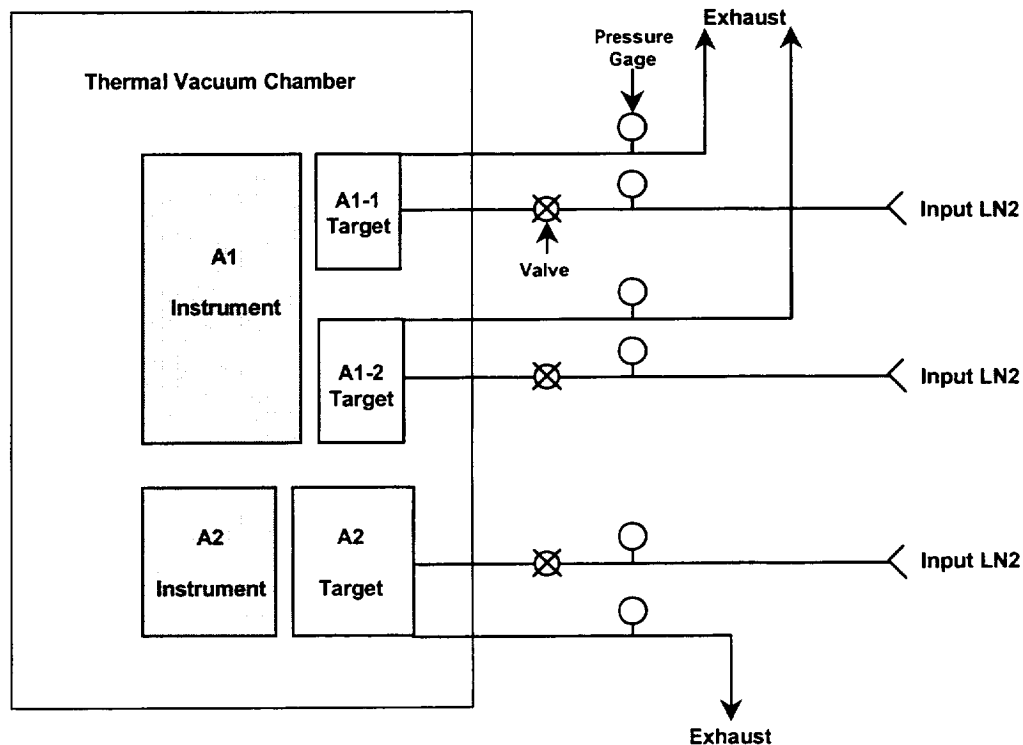 Exhaust
Pressure
Gage
Thermal Vacuum Chamber
A1-1
Target
Input LN2
A1
Instrument
Valve
A1-2
Target
Input LN2
A2
Instrument
A2
Target
Input LN2
Exhaust